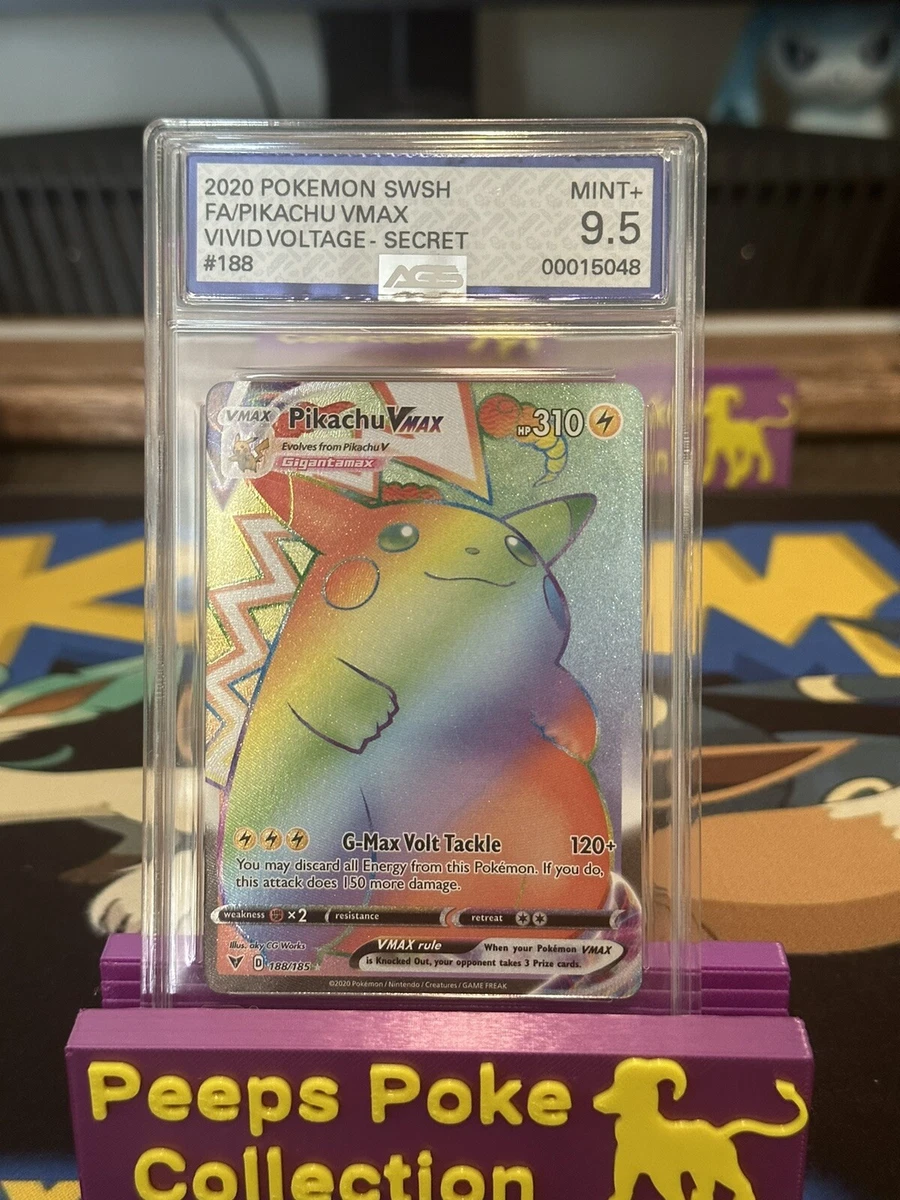 2020 POKEMON SWSH
FA/PIKACHU VMAX
VIVID VOLTAGE - SECRET
#188
MINT+
9.5
00015048
AGS
VMAX
Pikachu VMAX
HP 310
Evolves from Pikachu V
Gigantamax
G-Max Volt Tackle 120+
You may discard all Energy from this Pokémon. If you do,
this attack does 150 more damage.
weakness ×2 resistance retreat
Illus. aky CG Works
D 188/185
VMAX rule When your Pokémon VMAX
is Knocked Out, your opponent takes 3 Prize cards.
©2020 Pokémon / Nintendo / Creatures / GAME FREAK
Peeps Poke
Collection